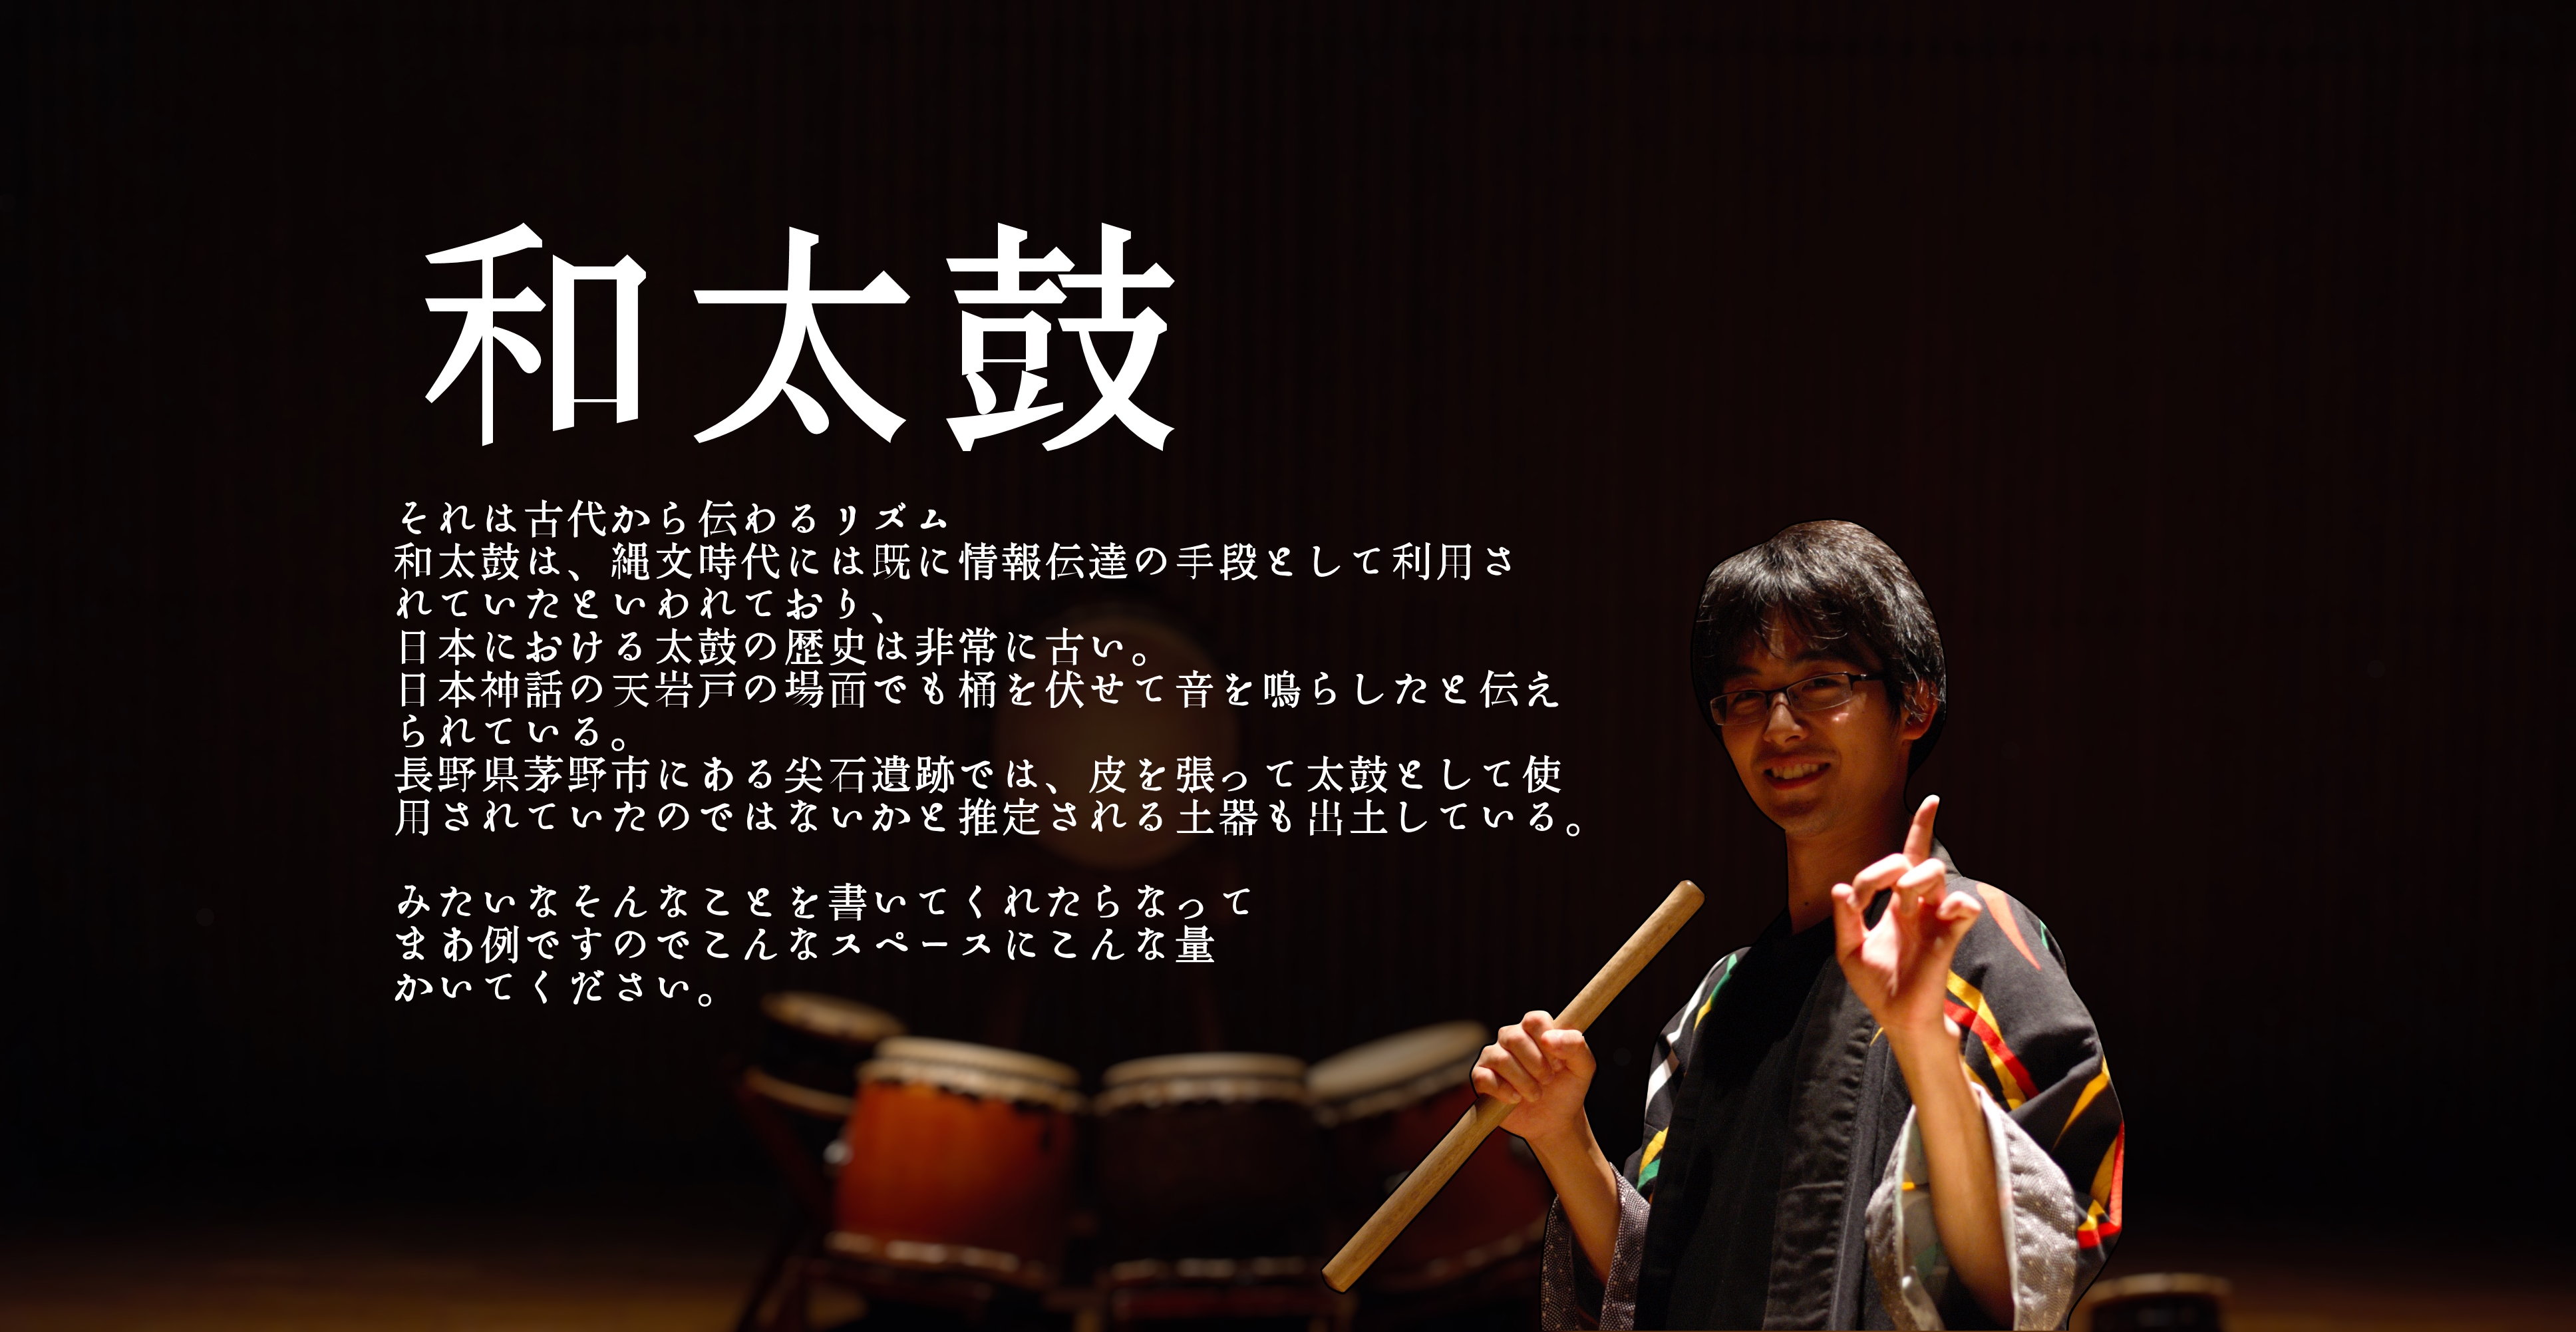 和太鼓
それは古代から伝わるリズム
和太鼓は、縄文時代には既に情報伝達の手段として利用さ
れていたといわれており、
日本における太鼓の歴史は非常に古い。
日本神話の天岩戸の場面でも桶を伏せて音を鳴らしたと伝え
られている。
長野県茅野市にある尖石遺跡では、皮を張って太鼓として使
用されていたのではないかと推定される土器も出土している。
みたいなそんなことを書いてくれたらなって
まあ例ですのでこんなスペースにこんな量
かいてください。